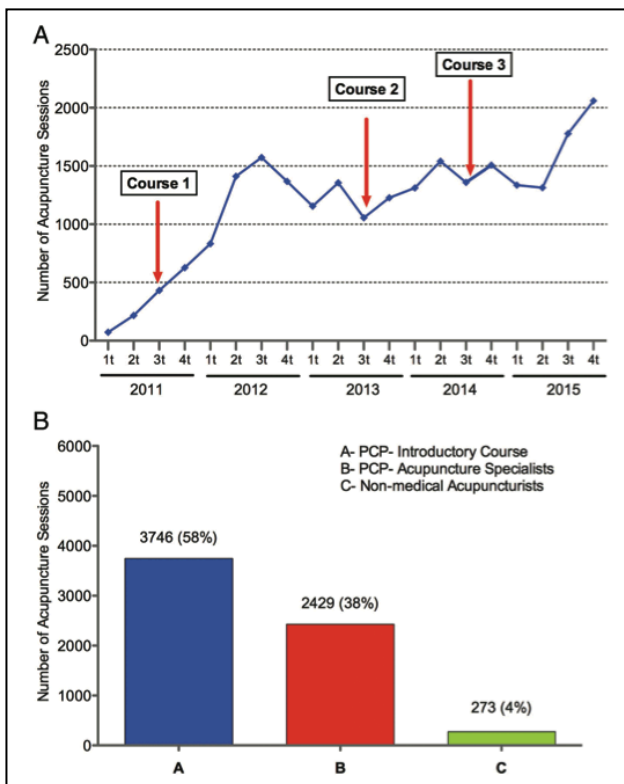 A
Number of Acupuncture Sessions
2500
2000
1500
1000
500
0
Course 1
Course 2
Course 3
1t 2t 3t 4t 1t 2t 3t 4t 1t 2t 3t 4t 1t 2t 3t 4t 1t 2t 3t 4t
2011 2012 2013 2014 2015
B
Number of Acupuncture Sessions
6000
5000
4000
3000
2000
1000
0
A- PCP- Introductory Course
B- PCP- Acupuncture Specialists
C- Non-medical Acupuncturists
3746 (58%)
2429 (38%)
273 (4%)
A B C